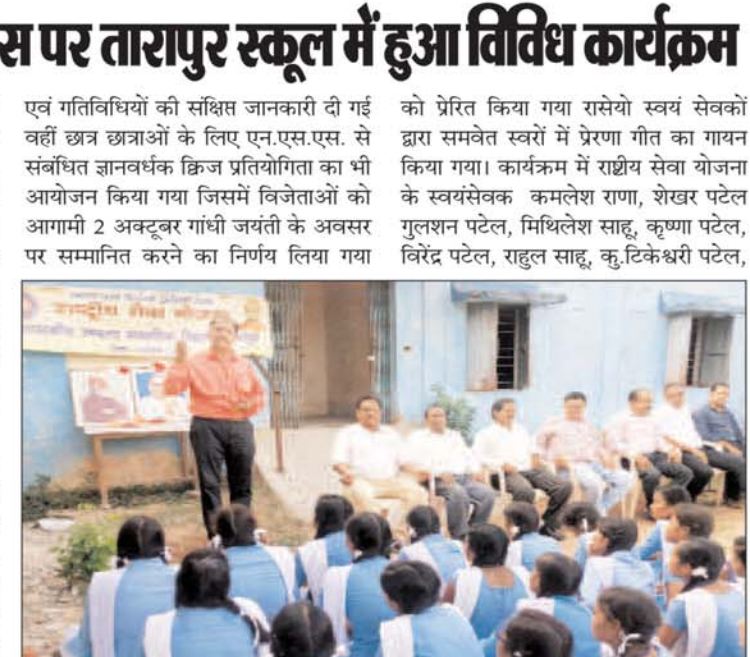 स पर तारापुर स्कूल में हुआ विविध कार्यक्रम
एवं गतिविधियों की संक्षिप्त जानकारी दी गई
वहीं छात्र छात्राओं के लिए एन.एस.एस. से
संबंधित ज्ञानवर्धक क्विज प्रतियोगिता का भी
आयोजन किया गया जिसमें विजेताओं को
आगामी 2 अक्टूबर गांधी जयंती के अवसर
पर सम्मानित करने का निर्णय लिया गया
को प्रेरित किया गया रासेयो स्वयं सेवकों
द्वारा समवेत स्वरों में प्रेरणा गीत का गायन
किया गया। कार्यक्रम में राष्ट्रीय सेवा योजना
के स्वयंसेवक कमलेश राणा, शेखर पटेल
गुलशन पटेल, मिथिलेश साहू, कृष्णा पटेल,
विरेंद्र पटेल, राहुल साहू, कु.टिकेश्वरी पटेल,
राष्ट्रीय सेवा योजना